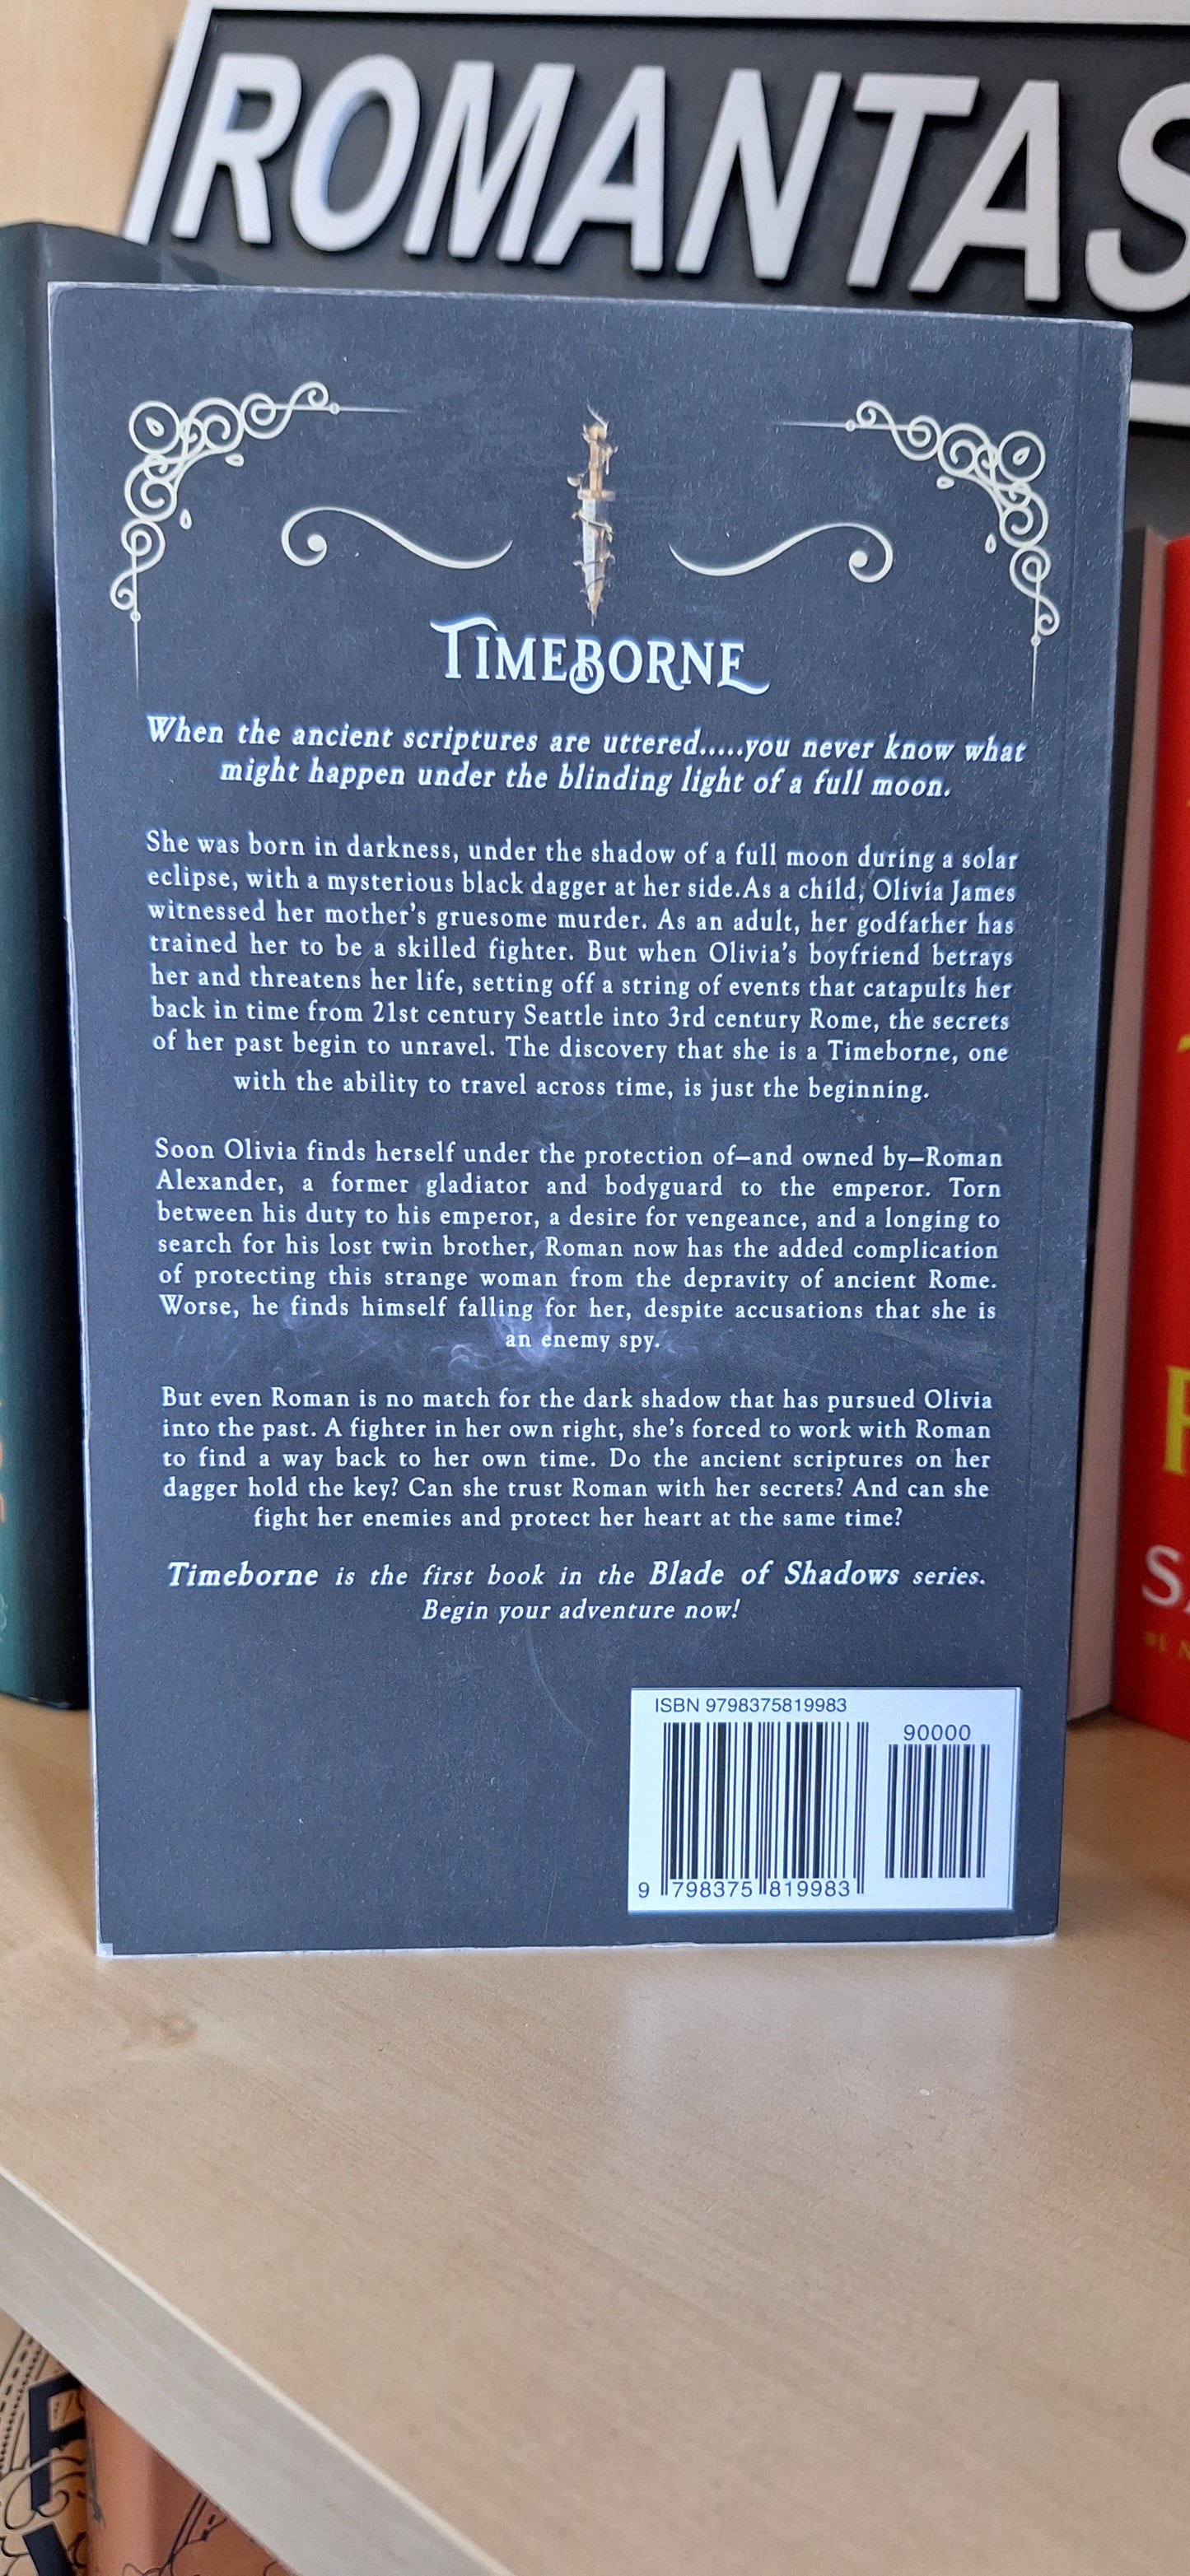 ROMANTAS
TIMEBORNE
When the ancient scriptures are uttered.....you never know what
might happen under the blinding light of a full moon.
She was born in darkness, under the shadow of a full moon during a solar
eclipse, with a mysterious black dagger at her side.As a child, Olivia James
witnessed her mother's gruesome murder. As an adult, her godfather has
trained her to be a skilled fighter. But when Olivia's boyfriend betrays
her and threatens her life, setting off a string of events that catapults her
back in time from 21st century Seattle into 3rd century Rome, the secrets
of her past begin to unravel. The discovery that she is a Timeborne, one
with the ability to travel across time, is just the beginning.
Soon Olivia finds herself under the protection of—and owned by—Roman
Alexander, a former gladiator and bodyguard to the emperor. Torn
between his duty to his emperor, a desire for vengeance, and a longing to
search for his lost twin brother, Roman now has the added complication
of protecting this strange woman from the depravity of ancient Rome.
Worse, he finds himself falling for her, despite accusations that she is
an enemy spy.
But even Roman is no match for the dark shadow that has pursued Olivia
into the past. A fighter in her own right, she's forced to work with Roman
to find a way back to her own time. Do the ancient scriptures on her
dagger hold the key? Can she trust Roman with her secrets? And can she
fight her enemies and protect her heart at the same time?
Timeborne is the first book in the Blade of Shadows series.
Begin your adventure now!
ISBN 9798375819983
90000
9 798375 819983